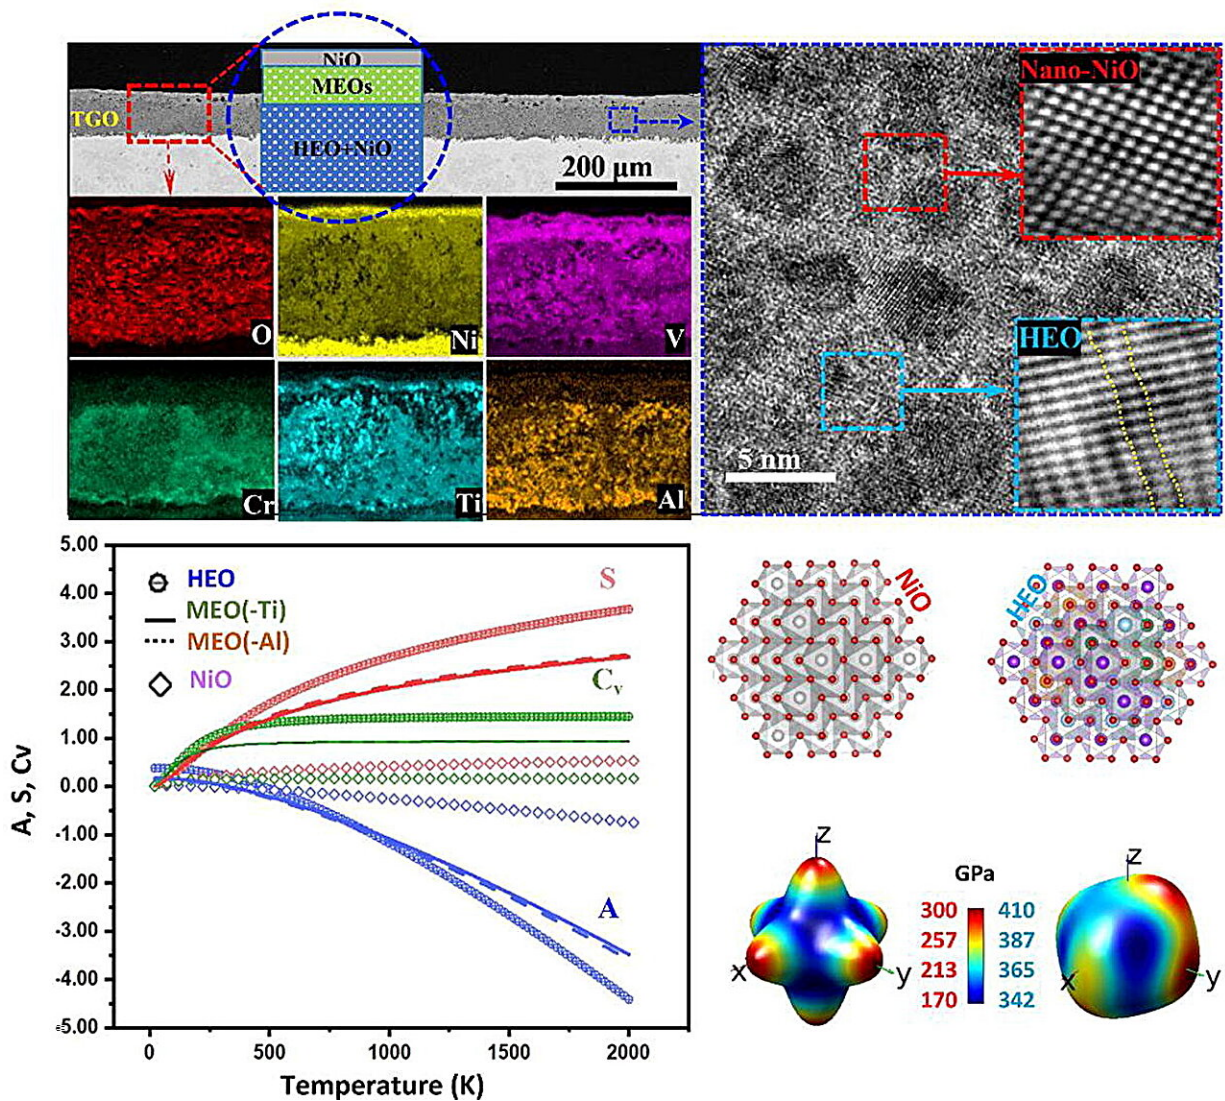 NiO
MEOs
HEO+NiO
TGO
200 μm
O
Ni
V
Cr
Ti
Al
Nano-NiO
HEO
5 nm
5.00
4.00
3.00
2.00
1.00
0.00
-1.00
-2.00
-3.00
-4.00
-5.00
A, S, Cv
HEO
MEO(-Ti)
MEO(-Al)
NiO
S
Cv
A
0
500
1000
1500
2000
Temperature (K)
NiO
HEO
z
x
y
GPa
300 410
257 387
213 365
170 342
z
x
y